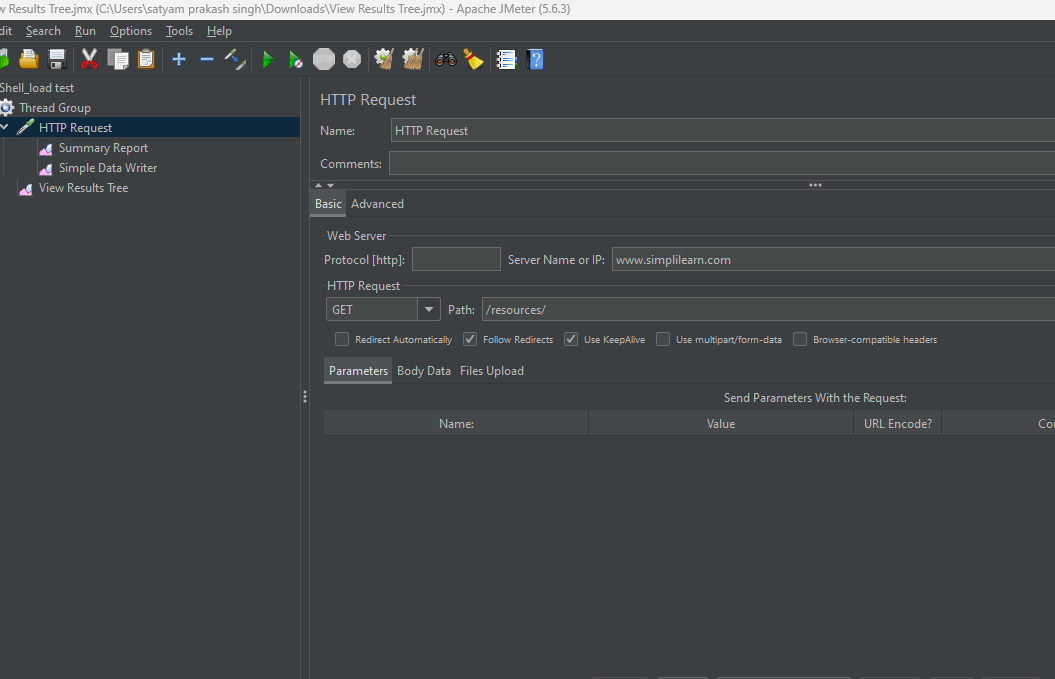 w Results Tree.jmx (C:\Users\satyam prakash singh\Downloads\View Results Tree.jmx) - Apache JMeter (5.6.3)
dit Search Run Options Tools Help
STOP
Shell_load test
Thread Group
HTTP Request
Summary Report
Simple Data Writer
View Results Tree
HTTP Request
Name: HTTP Request
Comments:
Basic Advanced
Web Server
Protocol [http]: Server Name or IP: www.simplilearn.com
HTTP Request
GET Path: /resources/
Redirect Automatically Follow Redirects Use KeepAlive Use multipart/form-data Browser-compatible headers
Parameters Body Data Files Upload
Send Parameters With the Request:
Name: Value URL Encode? Cor